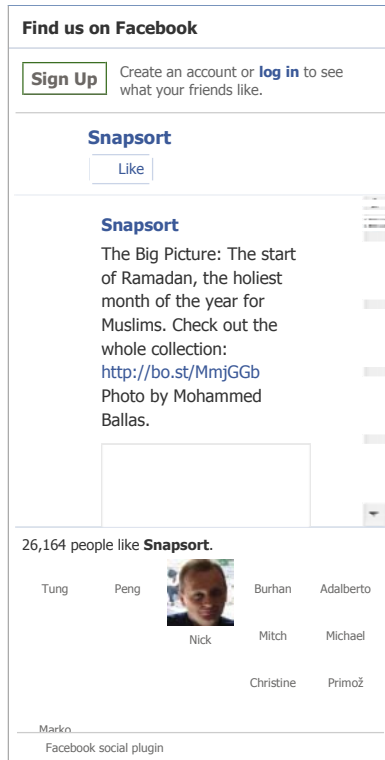 Find us on Facebook
Sign Up
Create an account or log in to see
what your friends like.
Snapsort
Like
Snapsort
The Big Picture: The start
of Ramadan, the holiest
month of the year for
Muslims. Check out the
whole collection:
http://bo.st/MmjGGb
Photo by Mohammed
Ballas.
26,164 people like Snapsort.
Tung Peng Burhan Adalberto
Nick Mitch Michael
Christine Primož
Marko
Facebook social plugin